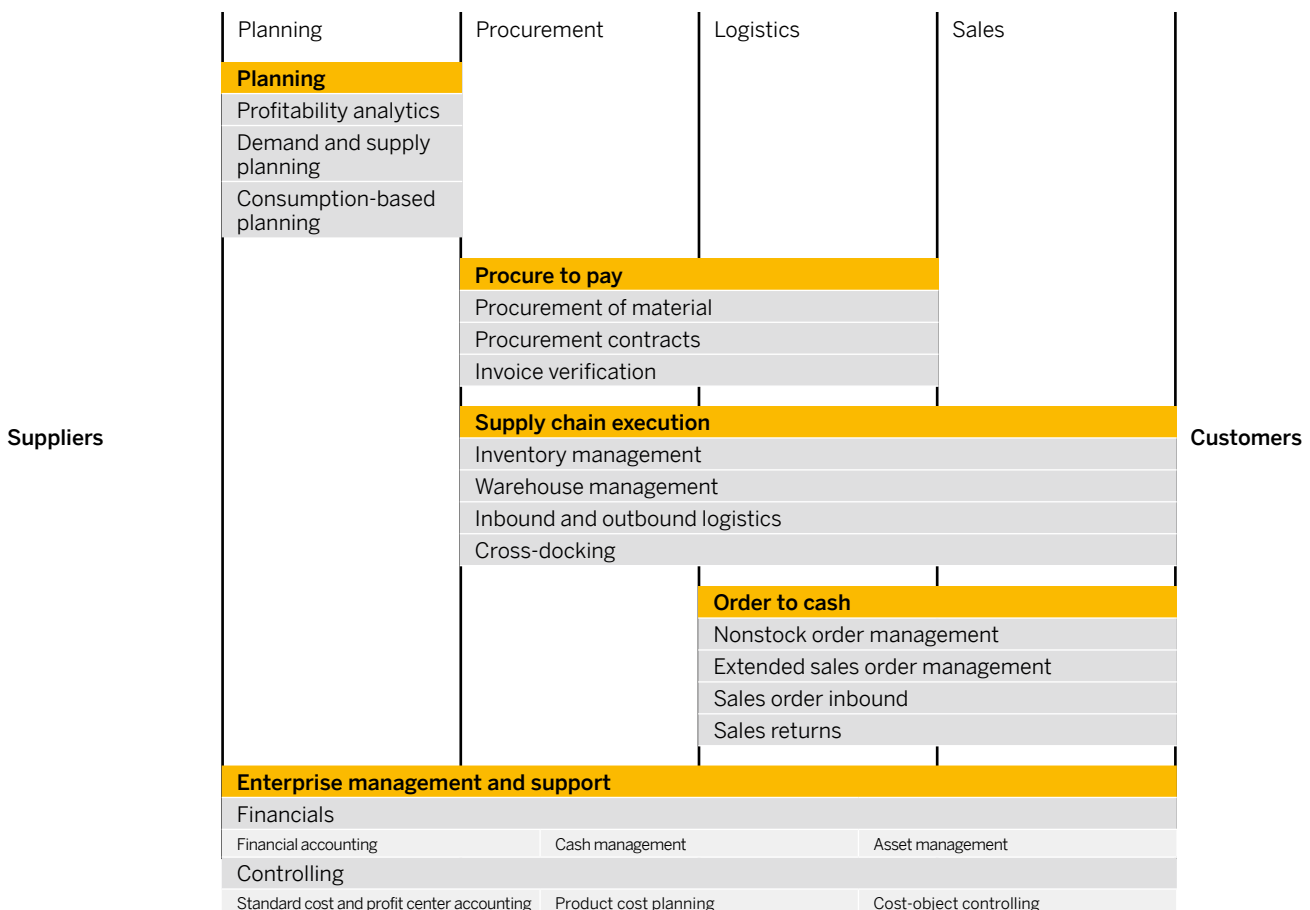 Planning Procurement Logistics Sales
Planning
Profitability analytics
Demand and supply
planning
Consumption-based
planning
Procure to pay
Procurement of material
Procurement contracts
Invoice verification
Suppliers
Supply chain execution
Customers
Inventory management
Warehouse management
Inbound and outbound logistics
Cross-docking
Order to cash
Nonstock order management
Extended sales order management
Sales order inbound
Sales returns
Enterprise management and support
Financials
Financial accounting Cash management Asset management
Controlling
Standard cost and profit center accounting Product cost planning Cost-object controlling